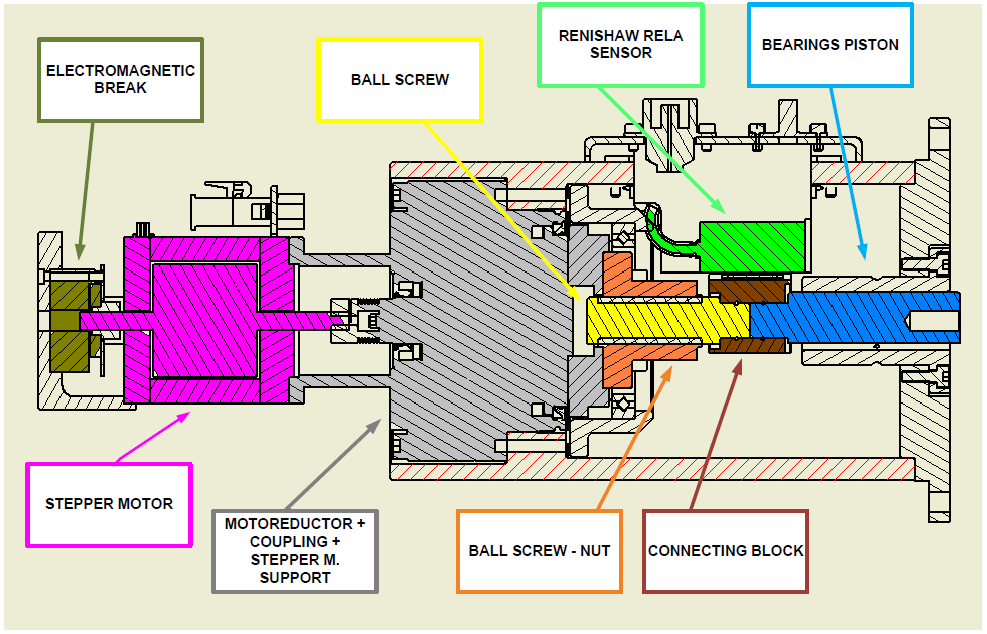 ELECTROMAGNETIC
BREAK
BALL SCREW
RENISHAW RELA
SENSOR
BEARINGS PISTON
STEPPER MOTOR
MOTOREDUCTOR +
COUPLING +
STEPPER M.
SUPPORT
BALL SCREW - NUT
CONNECTING BLOCK